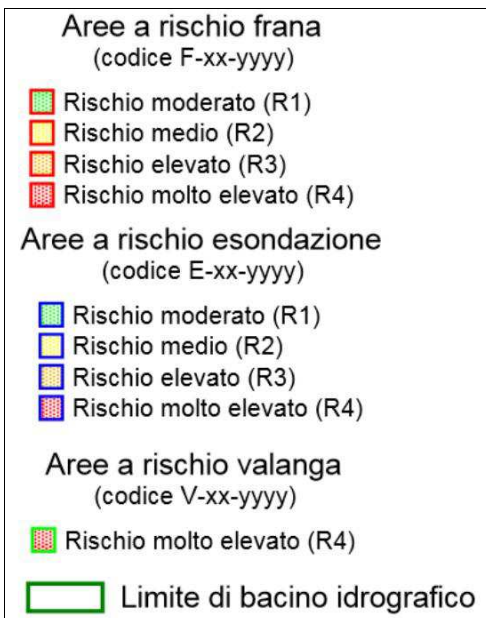 Aree a rischio frana
(codice F-xx-yyyy)
Rischio moderato (R1)
Rischio medio (R2)
Rischio elevato (R3)
Rischio molto elevato (R4)
Aree a rischio esondazione
(codice E-xx-yyyy)
Rischio moderato (R1)
Rischio medio (R2)
Rischio elevato (R3)
Rischio molto elevato (R4)
Aree a rischio valanga
(codice V-xx-yyyy)
Rischio molto elevato (R4)
Limite di bacino idrografico